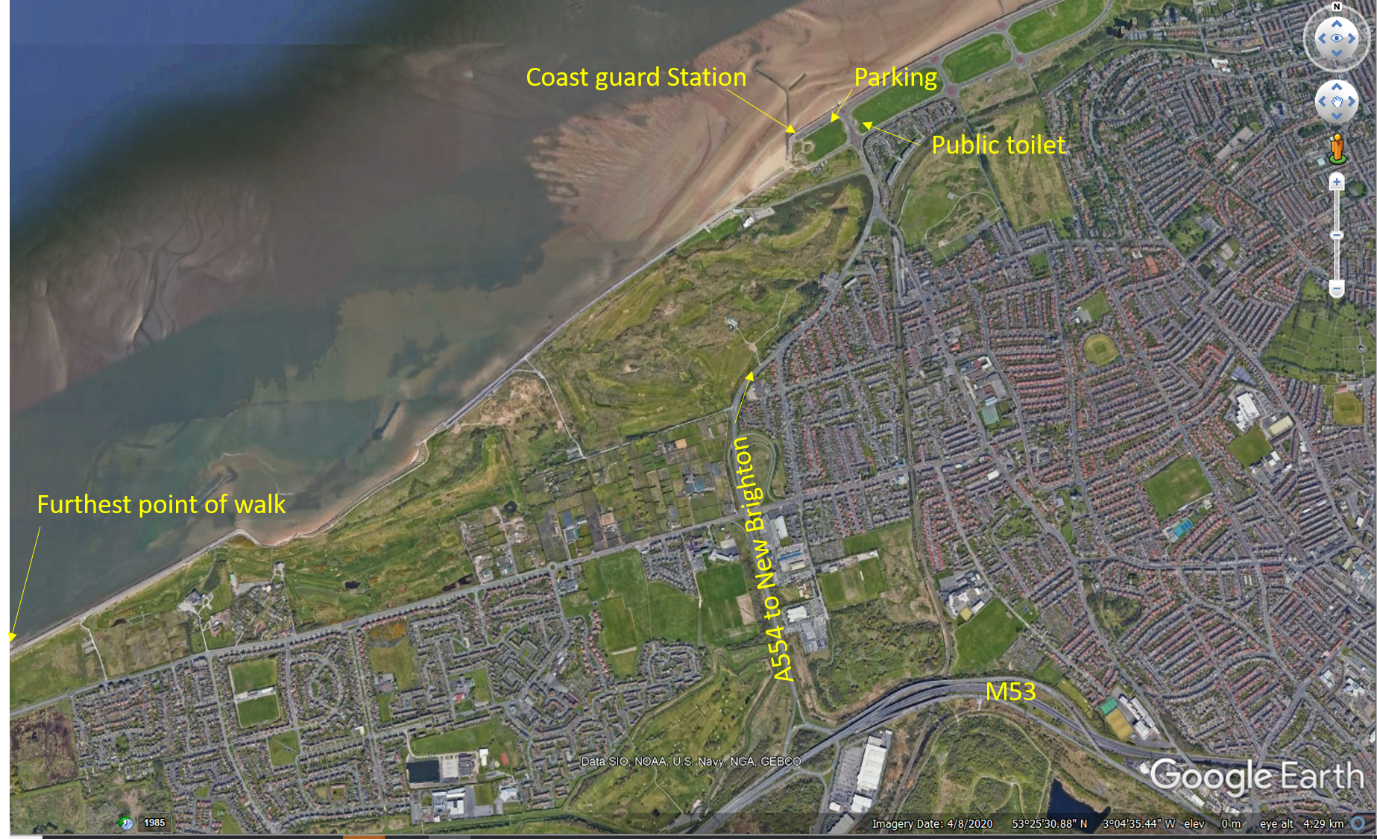 N
Coast guard Station
Parking
Public toilet
Furthest point of walk
A554 to New Brighton
M53
Data SIO, NOAA, U.S. Navy, NGA, GEBCO
Google Earth
1985
Imagery Date: 4/8/2020 53°25'30.88" N 3°04'35.44" W elev 0 m eye alt 4.29 km